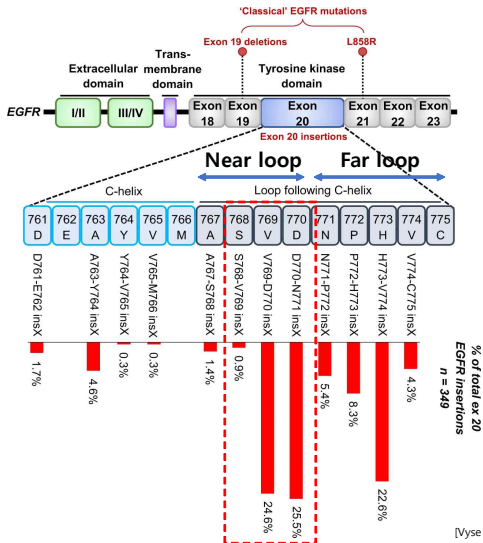 ‘Classical’ EGFR mutations
Exon 19 deletions
L858R
Extracellular domain
Trans-membrane domain
Tyrosine kinase domain
EGFR
I/II
III/IV
Exon 18
Exon 19
Exon 20
Exon 21
Exon 22
Exon 23
Exon 20 insertions
Near loop
Far loop
C-helix
Loop following C-helix
761 D
762 E
763 A
764 Y
765 V
766 M
767 A
768 S
769 V
770 D
771 N
772 P
773 H
774 V
775 C
D761-E762 insX
A763-Y764 insX
Y764-V765 insX
V765-M766 insX
A767-S768 insX
S768-V769 insX
V769-D770 insX
D770-N771 insX
N771-P772 insX
P772-H773 insX
H773-V774 insX
V774-C775 insX
1.7%
4.6%
0.3%
0.3%
1.4%
0.9%
24.6%
25.5%
5.4%
8.3%
22.6%
4.3%
% of total ex 20
EGFR insertions
n = 349
[Vyse